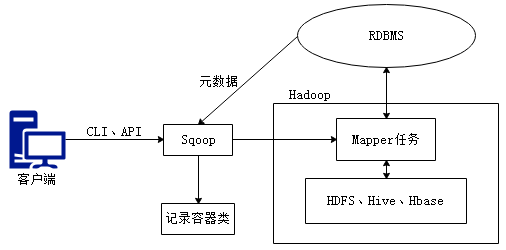 RDBMS
元数据
Hadoop
CLI、API
Sqoop
Mapper任务
客户端
HDFS、Hive、Hbase
记录容器类